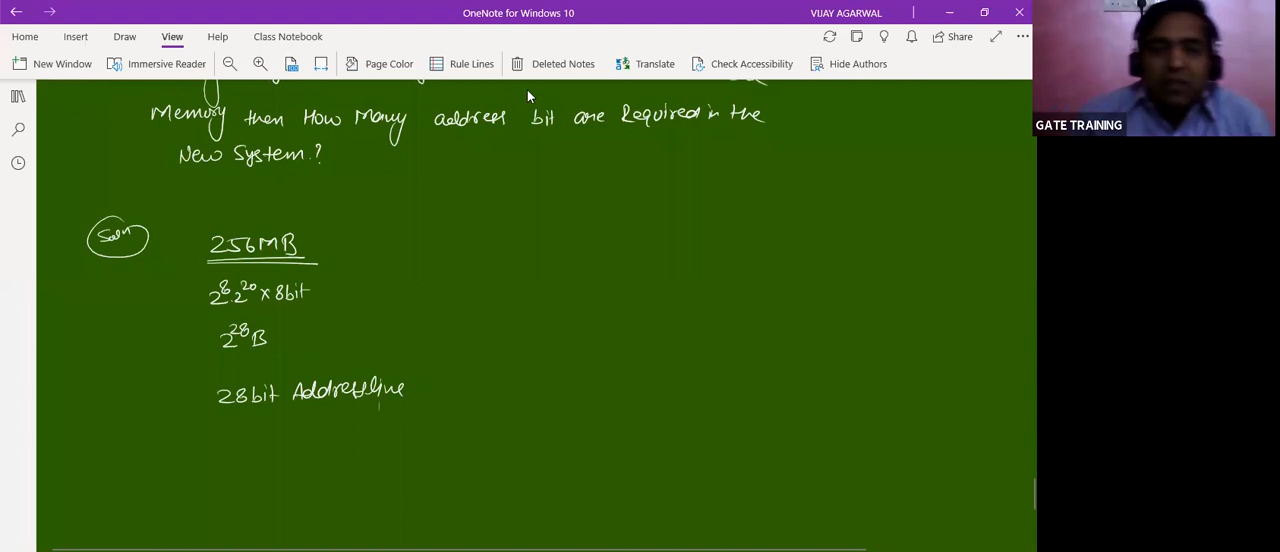 OneNote for Windows 10
VIJAY AGARWAL
Home Insert Draw View Help Class Notebook Share
New Window Immersive Reader Page Color Rule Lines Deleted Notes Translate Check Accessibility Hide Authors
GATE TRAINING
Memory then How Many address bit are Required in the
New System.?
Soln
256MB
2^8.2^20 x 8bit
2^28 B
28bit Address line